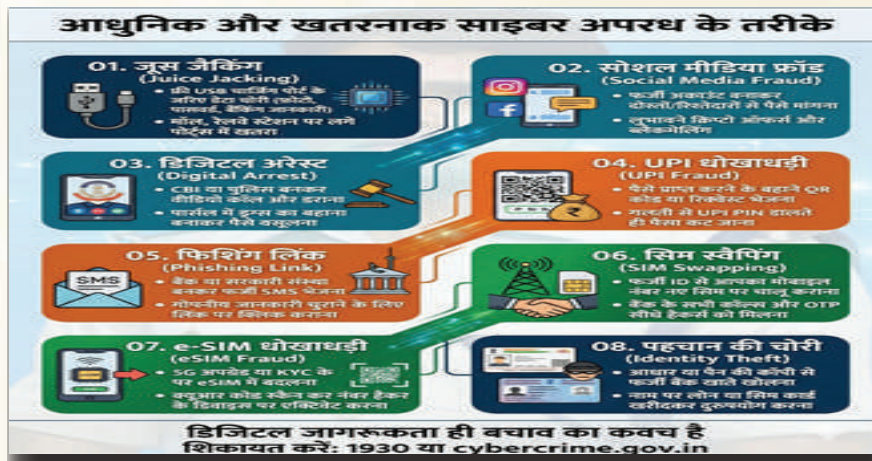 आधुनिक और खतरनाक साइबर अपरध के तरीके
01. जूस जैकिंग
(Juice Jacking)
• फ्री USB चार्जिंग पोर्ट के
जरिए डेटा चोरी (फ़ोटो,
पासवर्ड, बैंकिंग जानकारी)
• मॉल, रेलवे स्टेशन पर लगे
पोर्ट्स में खतरा
02. सोशल मीडिया फ्रॉड
(Social Media Fraud)
• फर्जी अकाउंट बनाकर
दोस्तों/रिश्तेदारों से पैसे मांगना
• लुभावने क्रिप्टो ऑफर्स और
ब्लैकमेलिंग
03. डिजिटल अरेस्ट
(Digital Arrest)
• CBI या पुलिस बनकर
वीडियो कॉल और डराना
• पार्सल में ड्रग्स का बहाना
बनाकर पैसे वसूलना
04. UPI धोखाधड़ी
(UPI Fraud)
• पैसे प्राप्त करने के बहाने QR
कोड या रिक्वेस्ट भेजना
• गलती से UPI PIN डालते
ही पैसा कट जाना
05. फिशिंग लिंक
(Phishing Link)
SMS
• बैंक या सरकारी संस्था
बनकर फर्जी SMS भेजना
• गोपनीय जानकारी चुराने के लिए
लिंक पर क्लिक कराना
06. सिम स्वैपिंग
(SIM Swapping)
• फर्जी ID से आपका मोबाइल
नंबर नए सिम पर चालू कराना
• बैंक के सभी कॉल्स और OTP
सीधे हैकर्स को मिलना
07. e-SIM धोखाधड़ी
(eSIM Fraud)
• 5G अपग्रेड या KYC के
पर eSIM में बदलना
• क्यूआर कोड स्कैन कर नंबर हैकर
के डिवाइस पर एक्टिवेट करना
08. पहचान की चोरी
(Identity Theft)
• आधार या पैन की कॉपी से
फर्जी बैंक खाते खोलना
• नाम पर लोन या सिम कार्ड
खरीदकर दुरुपयोग करना
डिजिटल जागरूकता ही बचाव का कवच है
शिकायत करें: 1930 या cybercrime.gov.in